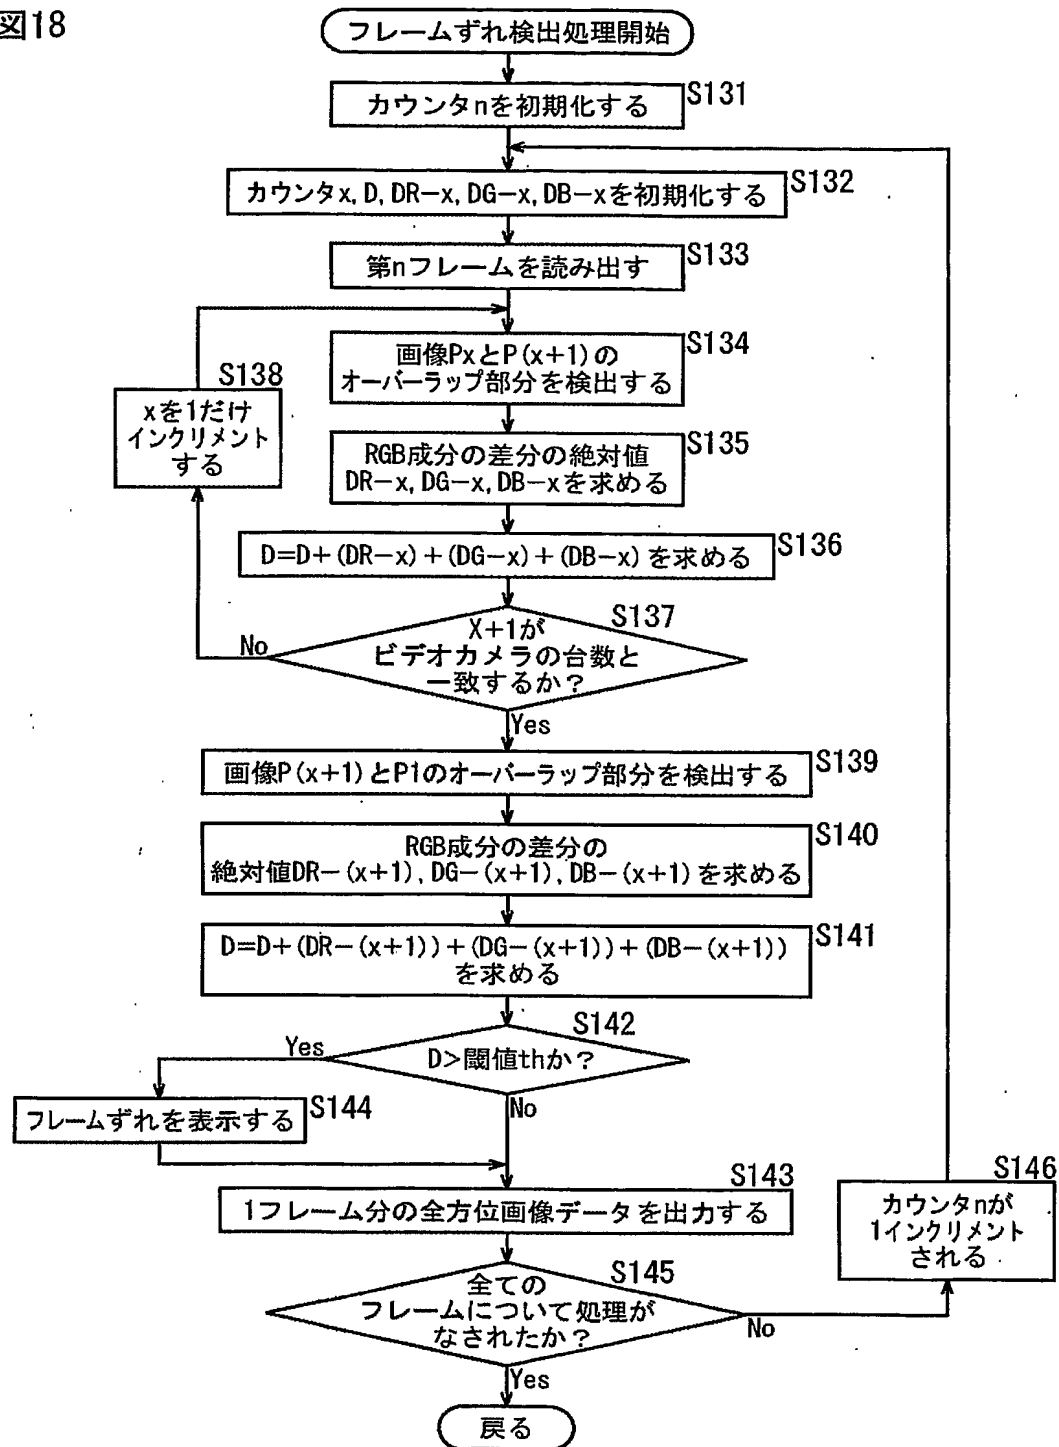 図18
フレームずれ検出処理開始
S131
カウンタnを初期化する
S132
カウンタx, D, DR-x, DG-x, DB-xを初期化する
S133
第nフレームを読み出す
S134
画像PxとP(x+1)の
オーバーラップ部分を検出する
S138
xを1だけ
インクリメント
する
S135
RGB成分の差分の絶対値
DR-x, DG-x, DB-xを求める
S136
D=D+(DR-x)+(DG-x)+(DB-x)を求める
S137
X+1が
ビデオカメラの台数と
一致するか?
No
Yes
S139
画像P(x+1)とP1のオーバーラップ部分を検出する
S140
RGB成分の差分の
絶対値DR-(x+1), DG-(x+1), DB-(x+1)を求める
S141
D=D+(DR-(x+1))+(DG-(x+1))+(DB-(x+1))
を求める
S142
D>閾値thか?
Yes
No
S144
フレームずれを表示する
S143
1フレーム分の全方位画像データを出力する
S146
カウンタnが
1インクリメント
される
S145
全ての
フレームについて処理が
なされたか?
No
Yes
戻る